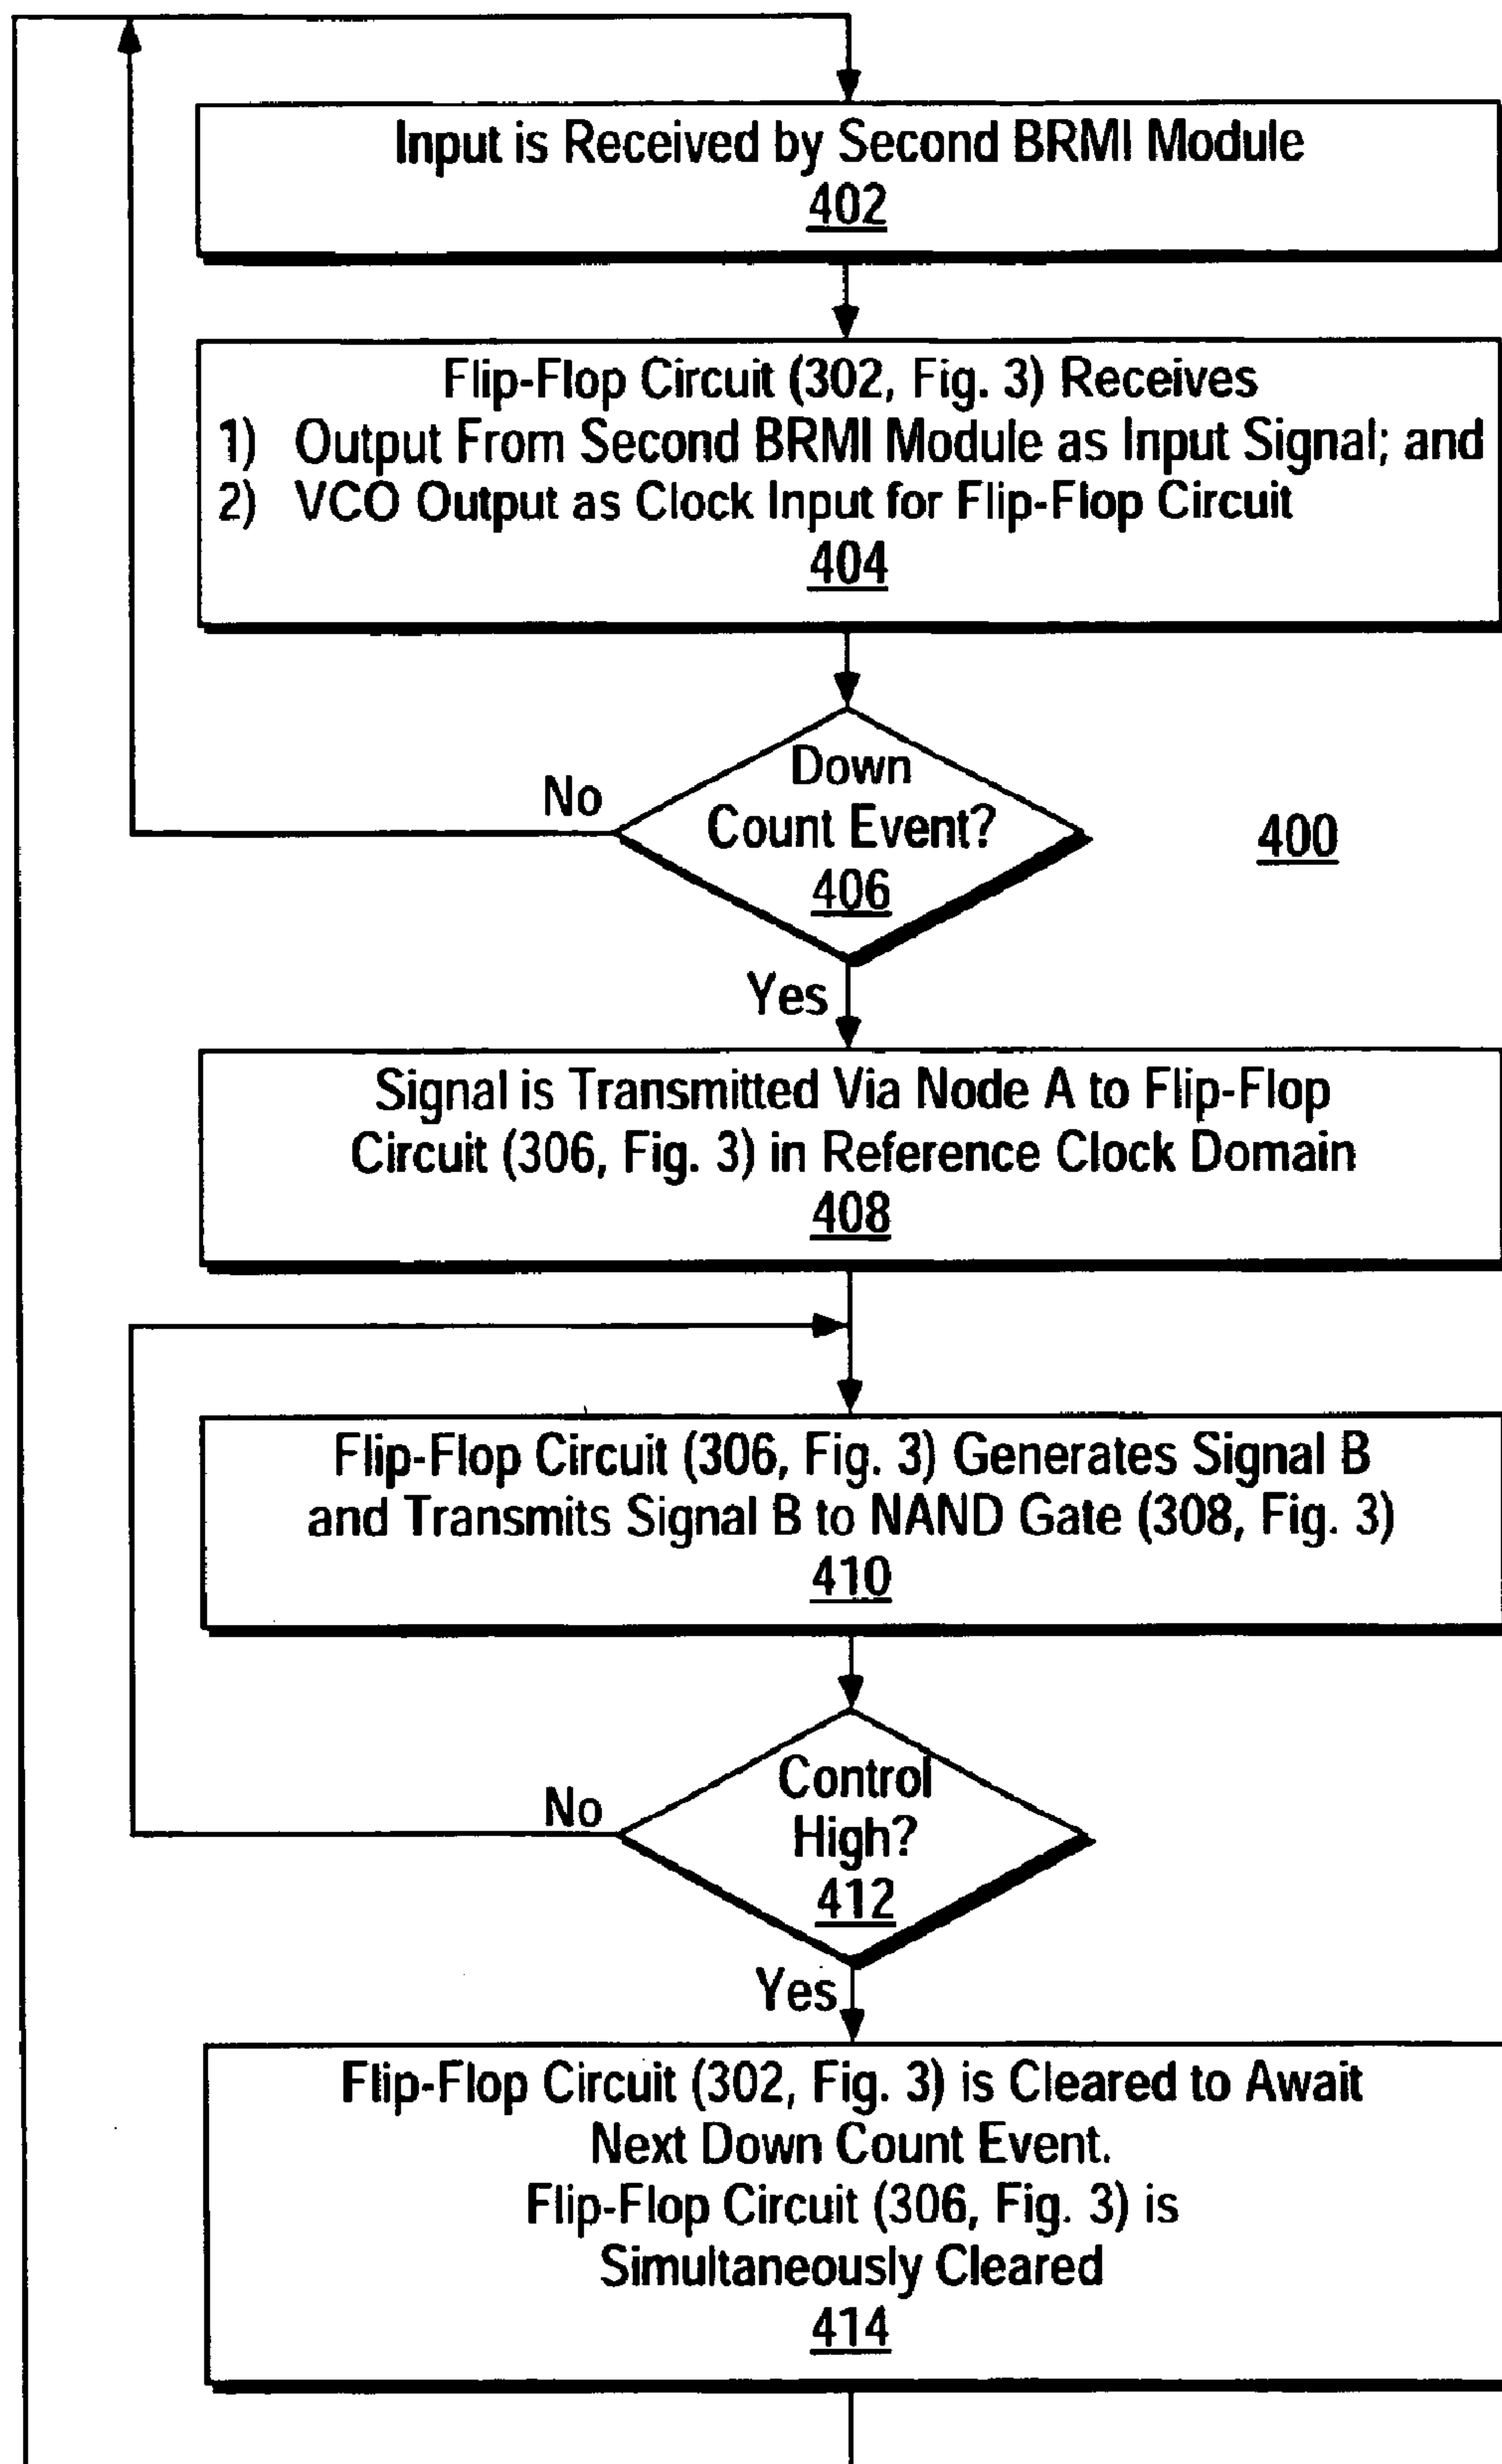 Input is Received by Second BRMI Module
402
Flip-Flop Circuit (302, Fig. 3) Receives
1) Output From Second BRMI Module as Input Signal; and
2) VCO Output as Clock Input for Flip-Flop Circuit
404
Down
Count Event?
406
No
400
Yes
Signal is Transmitted Via Node A to Flip-Flop
Circuit (306, Fig. 3) in Reference Clock Domain
408
Flip-Flop Circuit (306, Fig. 3) Generates Signal B
and Transmits Signal B to NAND Gate (308, Fig. 3)
410
Control
High?
412
No
Yes
Flip-Flop Circuit (302, Fig. 3) is Cleared to Await
Next Down Count Event.
Flip-Flop Circuit (306, Fig. 3) is
Simultaneously Cleared
414